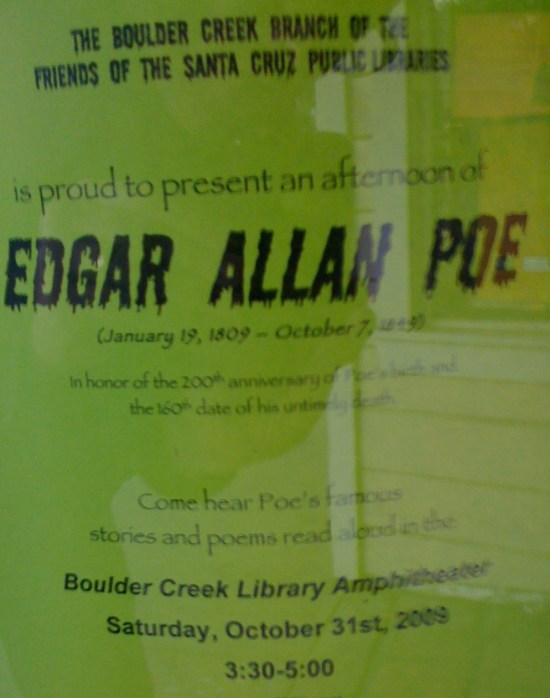 THE BOULDER CREEK BRANCH OF THE
FRIENDS OF THE SANTA CRUZ PUBLIC LIBRARIES
is proud to present an afternoon of
EDGAR ALLAN POE
(January 19, 1809 – October 7, 1849)
In honor of the 200th anniversary of Poe's birth and
the 160th date of his untimely death
Come hear Poe's famous
stories and poems read aloud in the
Boulder Creek Library Amphitheater
Saturday, October 31st, 2009
3:30-5:00